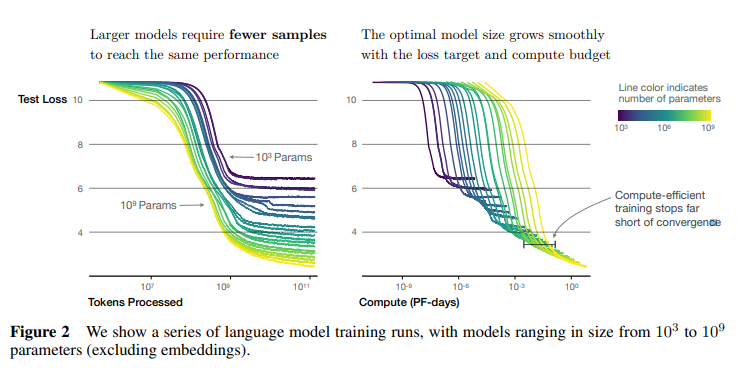 Larger models require fewer samples
to reach the same performance
The optimal model size grows smoothly
with the loss target and compute budget
Test Loss
10
8
6
4
10³ Params
10⁹ Params
10⁷
10⁹
10¹¹
Tokens Processed
10
8
6
4
10⁻⁹
10⁻⁶
10⁻³
10⁰
Compute (PF-days)
Line color indicates
number of parameters
10³
10⁶
10⁹
Compute-efficient
training stops far
short of convergence
Figure 2 We show a series of language model training runs, with models ranging in size from 10³ to 10⁹
parameters (excluding embeddings).